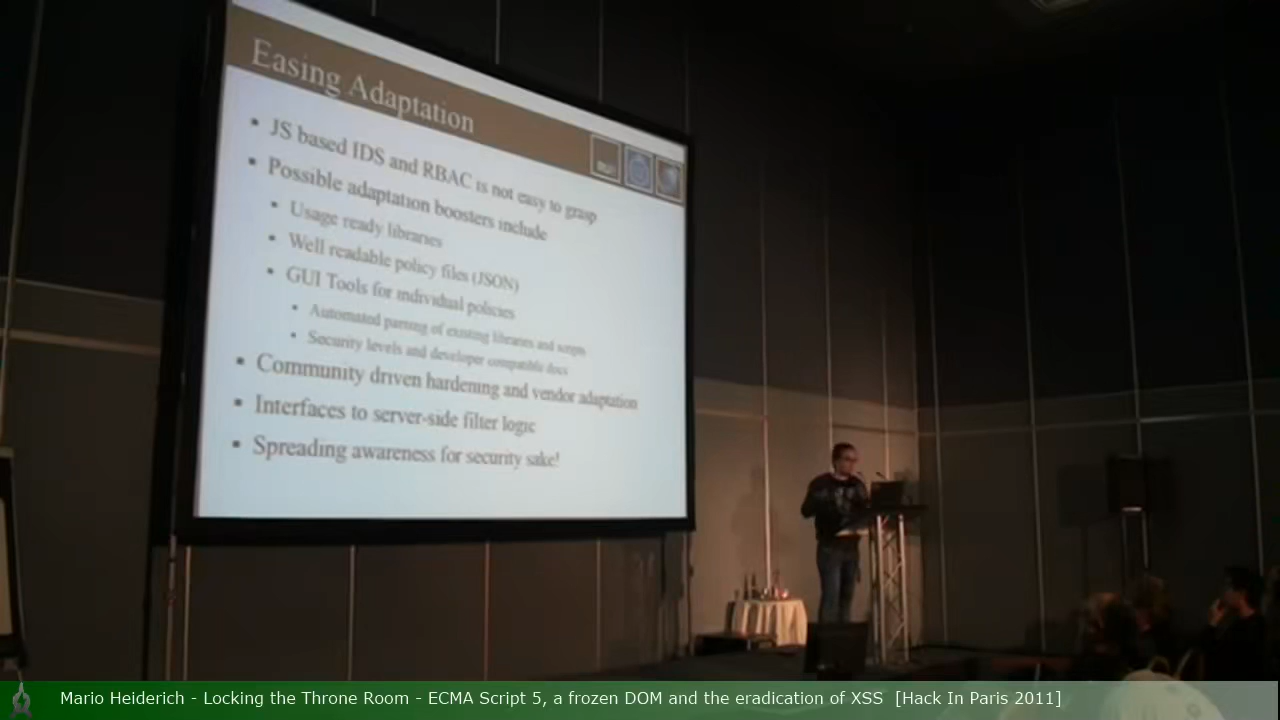 Easing Adaptation
JS based IDS and RBAC is not easy to grasp
Possible adaptation boosters include
Usage ready libraries
Well readable policy files (JSON)
GUI Tools for individual policies
Automated parsing of existing libraries and scripts
Security levels and developer compatible docs
Community driven hardening and vendor adaptation
Interfaces to server-side filter logic
Spreading awareness for security sake!
Mario Heiderich - Locking the Throne Room - ECMA Script 5, a frozen DOM and the eradication of XSS [Hack In Paris 2011]